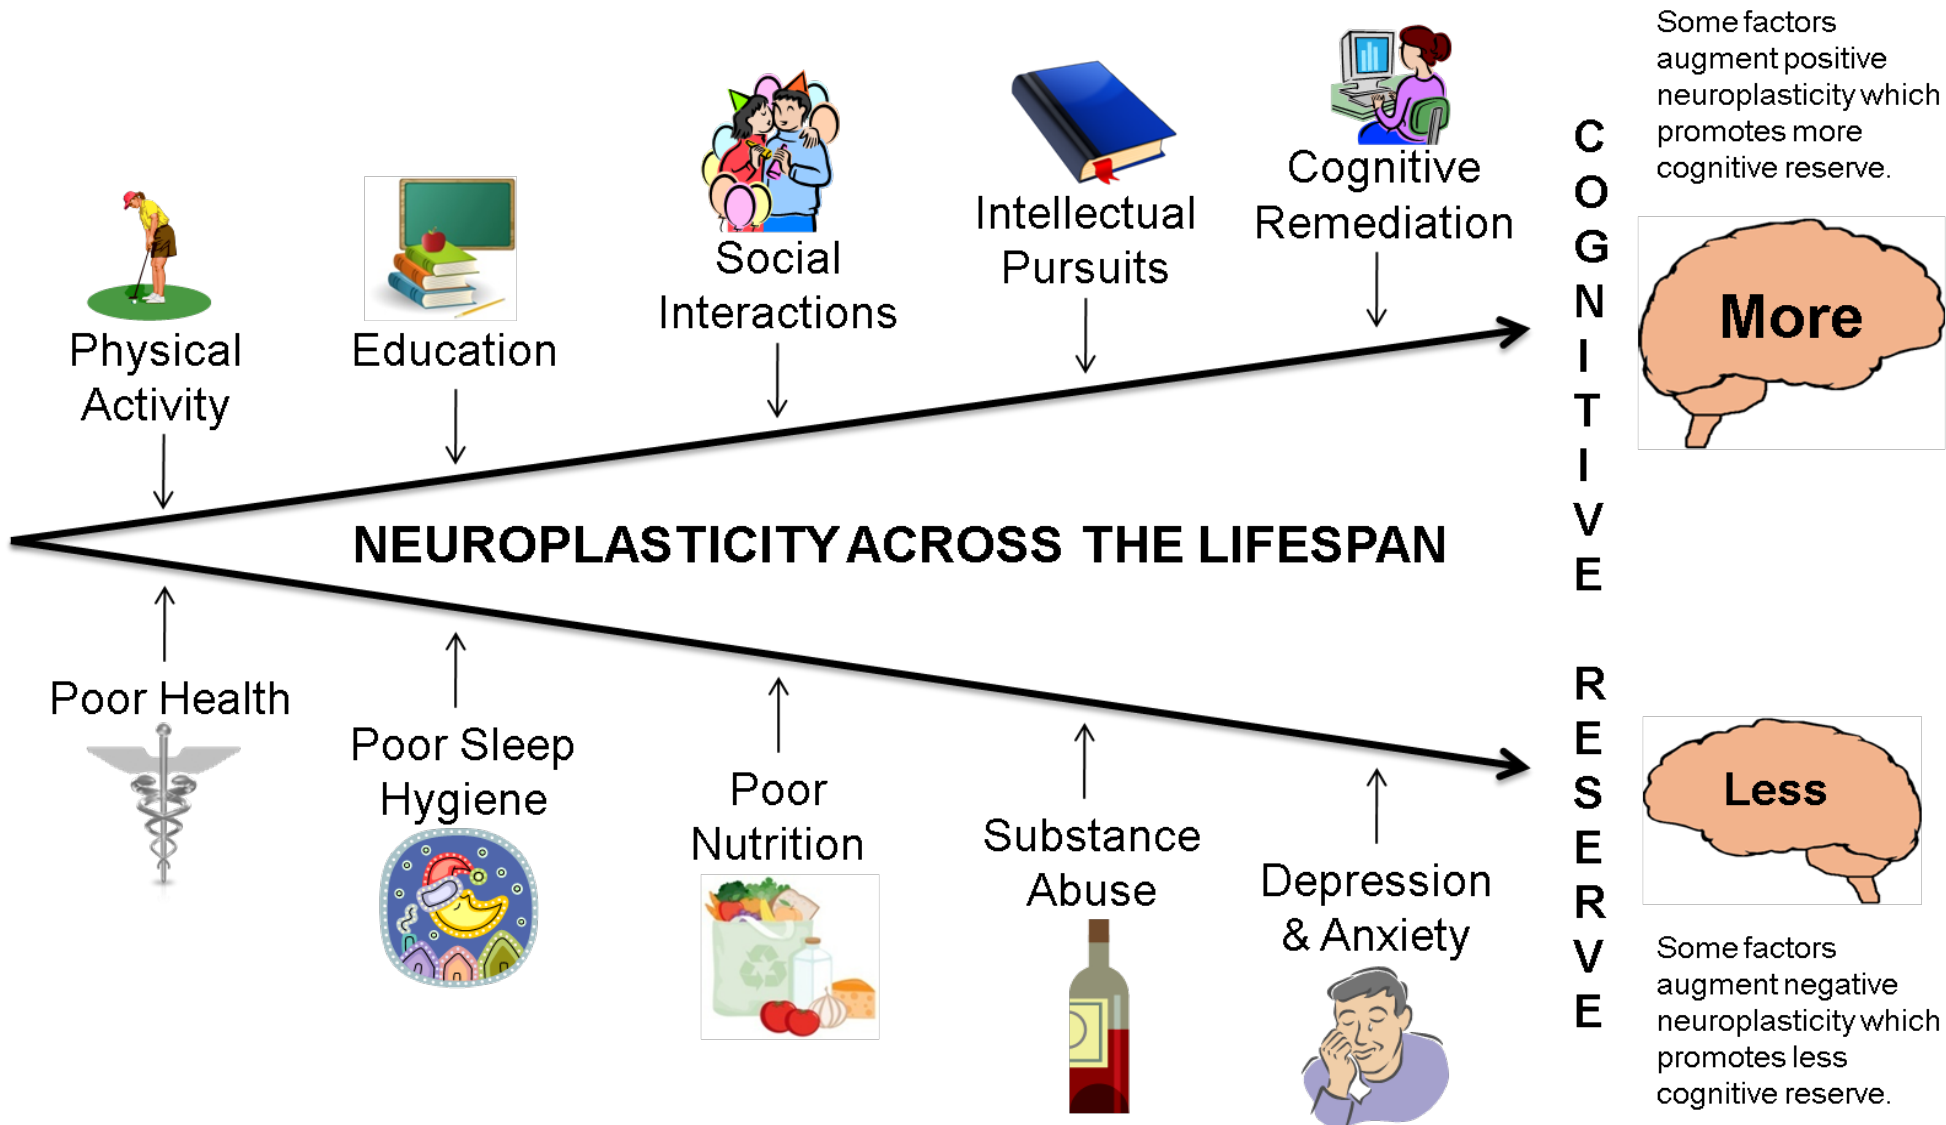 Some factors
augment positive
neuroplasticity which
promotes more
cognitive reserve.
Cognitive
Remediation
Intellectual
Pursuits
Social
Interactions
Education
Physical
Activity
More
NEUROPLASTICITY ACROSS THE LIFESPAN
COGNITIVE
RESERVE
Poor Health
Poor Sleep
Hygiene
Poor
Nutrition
Substance
Abuse
Depression
& Anxiety
Less
Some factors
augment negative
neuroplasticity which
promotes less
cognitive reserve.